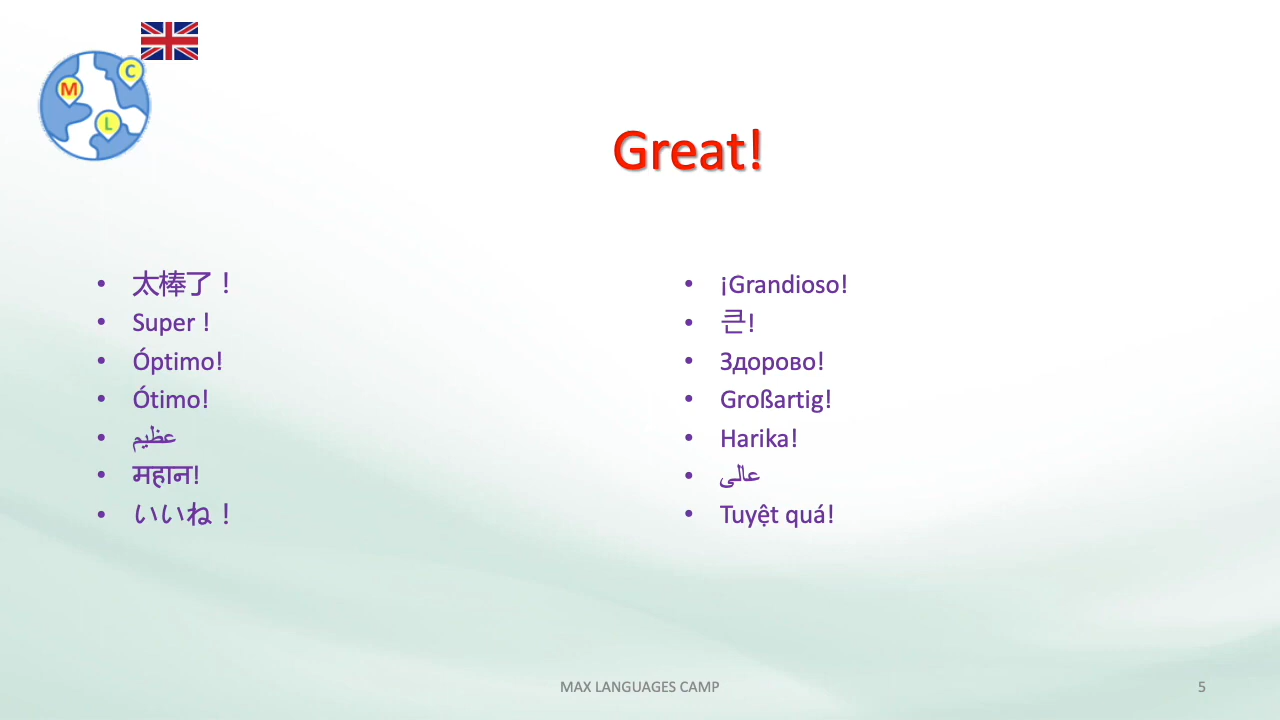 C
M
L
Great!
• 太棒了！
• Super !
• Óptimo!
• Ótimo!
• عظيم
• महान!
• いいね！
• ¡Grandioso!
• 큰!
• Здорово!
• Großartig!
• Harika!
• عالی
• Tuyệt quá!
MAX LANGUAGES CAMP
5